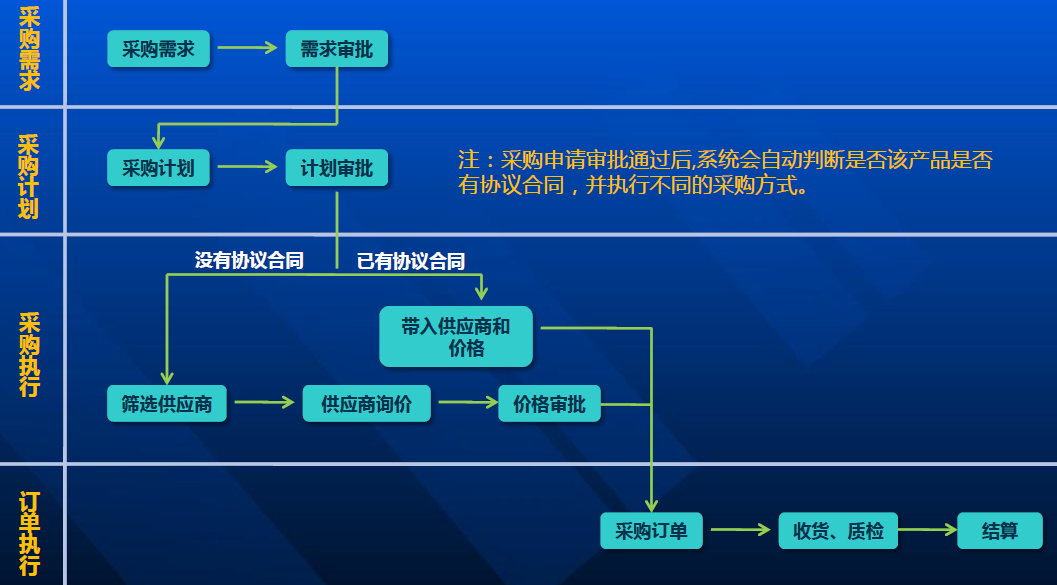 采购需求
采购需求
需求审批
采购计划
采购计划
计划审批
注：采购申请审批通过后,系统会自动判断是否该产品是否
有协议合同，并执行不同的采购方式。
采购执行
没有协议合同
已有协议合同
带入供应商和
价格
筛选供应商
供应商询价
价格审批
订单执行
采购订单
收货、质检
结算